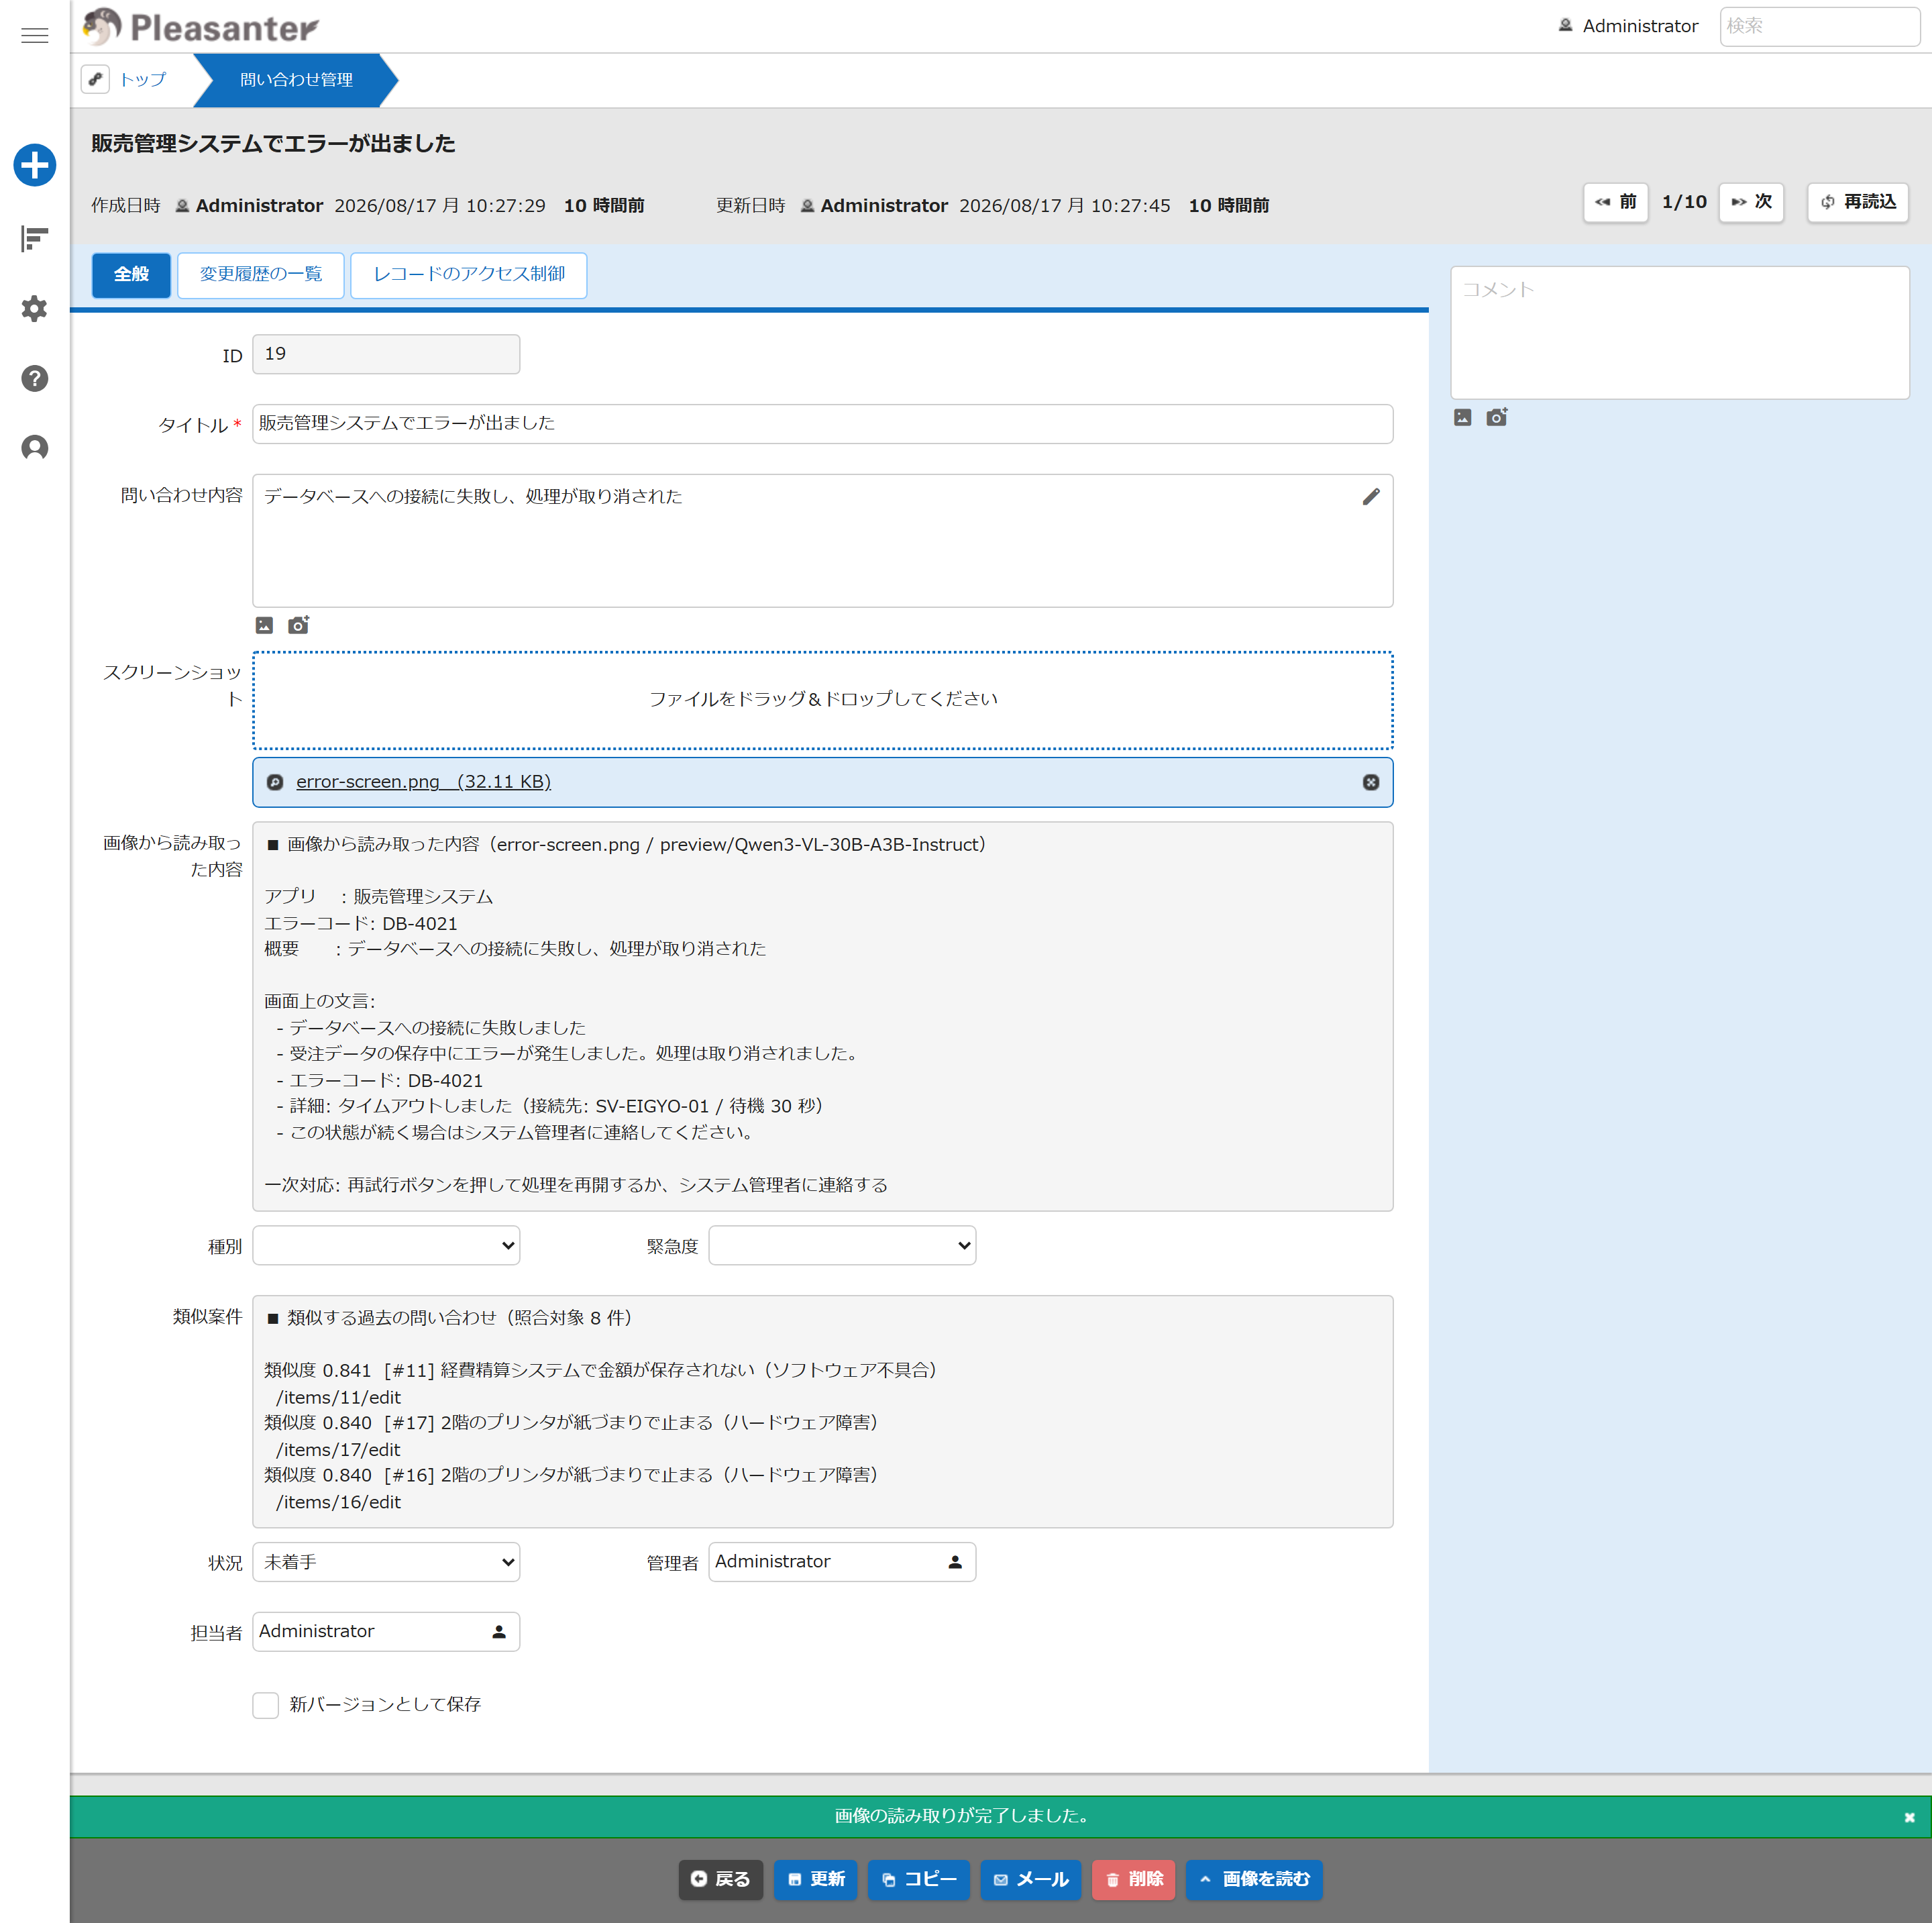 Pleasanter
Administrator
検索
トップ
問い合わせ管理
販売管理システムでエラーが出ました
作成日時 Administrator 2026/08/17 月 10:27:29 10 時間前 更新日時 Administrator 2026/08/17 月 10:27:45 10 時間前
前 1/10 次 再読込
全般 変更履歴の一覧 レコードのアクセス制御
コメント
ID 19
タイトル* 販売管理システムでエラーが出ました
問い合わせ内容 データベースへの接続に失敗し、処理が取り消された
スクリーンショット
ファイルをドラッグ＆ドロップしてください
error-screen.png (32.11 KB)
画像から読み取った内容
■ 画像から読み取った内容（error-screen.png / preview/Qwen3-VL-30B-A3B-Instruct）
アプリ : 販売管理システム
エラーコード: DB-4021
概要 : データベースへの接続に失敗し、処理が取り消された
画面上の文言:
- データベースへの接続に失敗しました
- 受注データの保存中にエラーが発生しました。処理は取り消されました。
- エラーコード: DB-4021
- 詳細: タイムアウトしました（接続先: SV-EIGYO-01 / 待機 30 秒）
- この状態が続く場合はシステム管理者に連絡してください。
一次対応: 再試行ボタンを押して処理を再開するか、システム管理者に連絡する
種別 緊急度
類似案件
■ 類似する過去の問い合わせ（照合対象 8 件）
類似度 0.841 [#11] 経費精算システムで金額が保存されない（ソフトウェア不具合）
/items/11/edit
類似度 0.840 [#17] 2階のプリンタが紙づまりで止まる（ハードウェア障害）
/items/17/edit
類似度 0.840 [#16] 2階のプリンタが紙づまりで止まる（ハードウェア障害）
/items/16/edit
状況 未着手 管理者 Administrator
担当者 Administrator
新バージョンとして保存
画像の読み取りが完了しました。
戻る 更新 コピー メール 削除 画像を読む